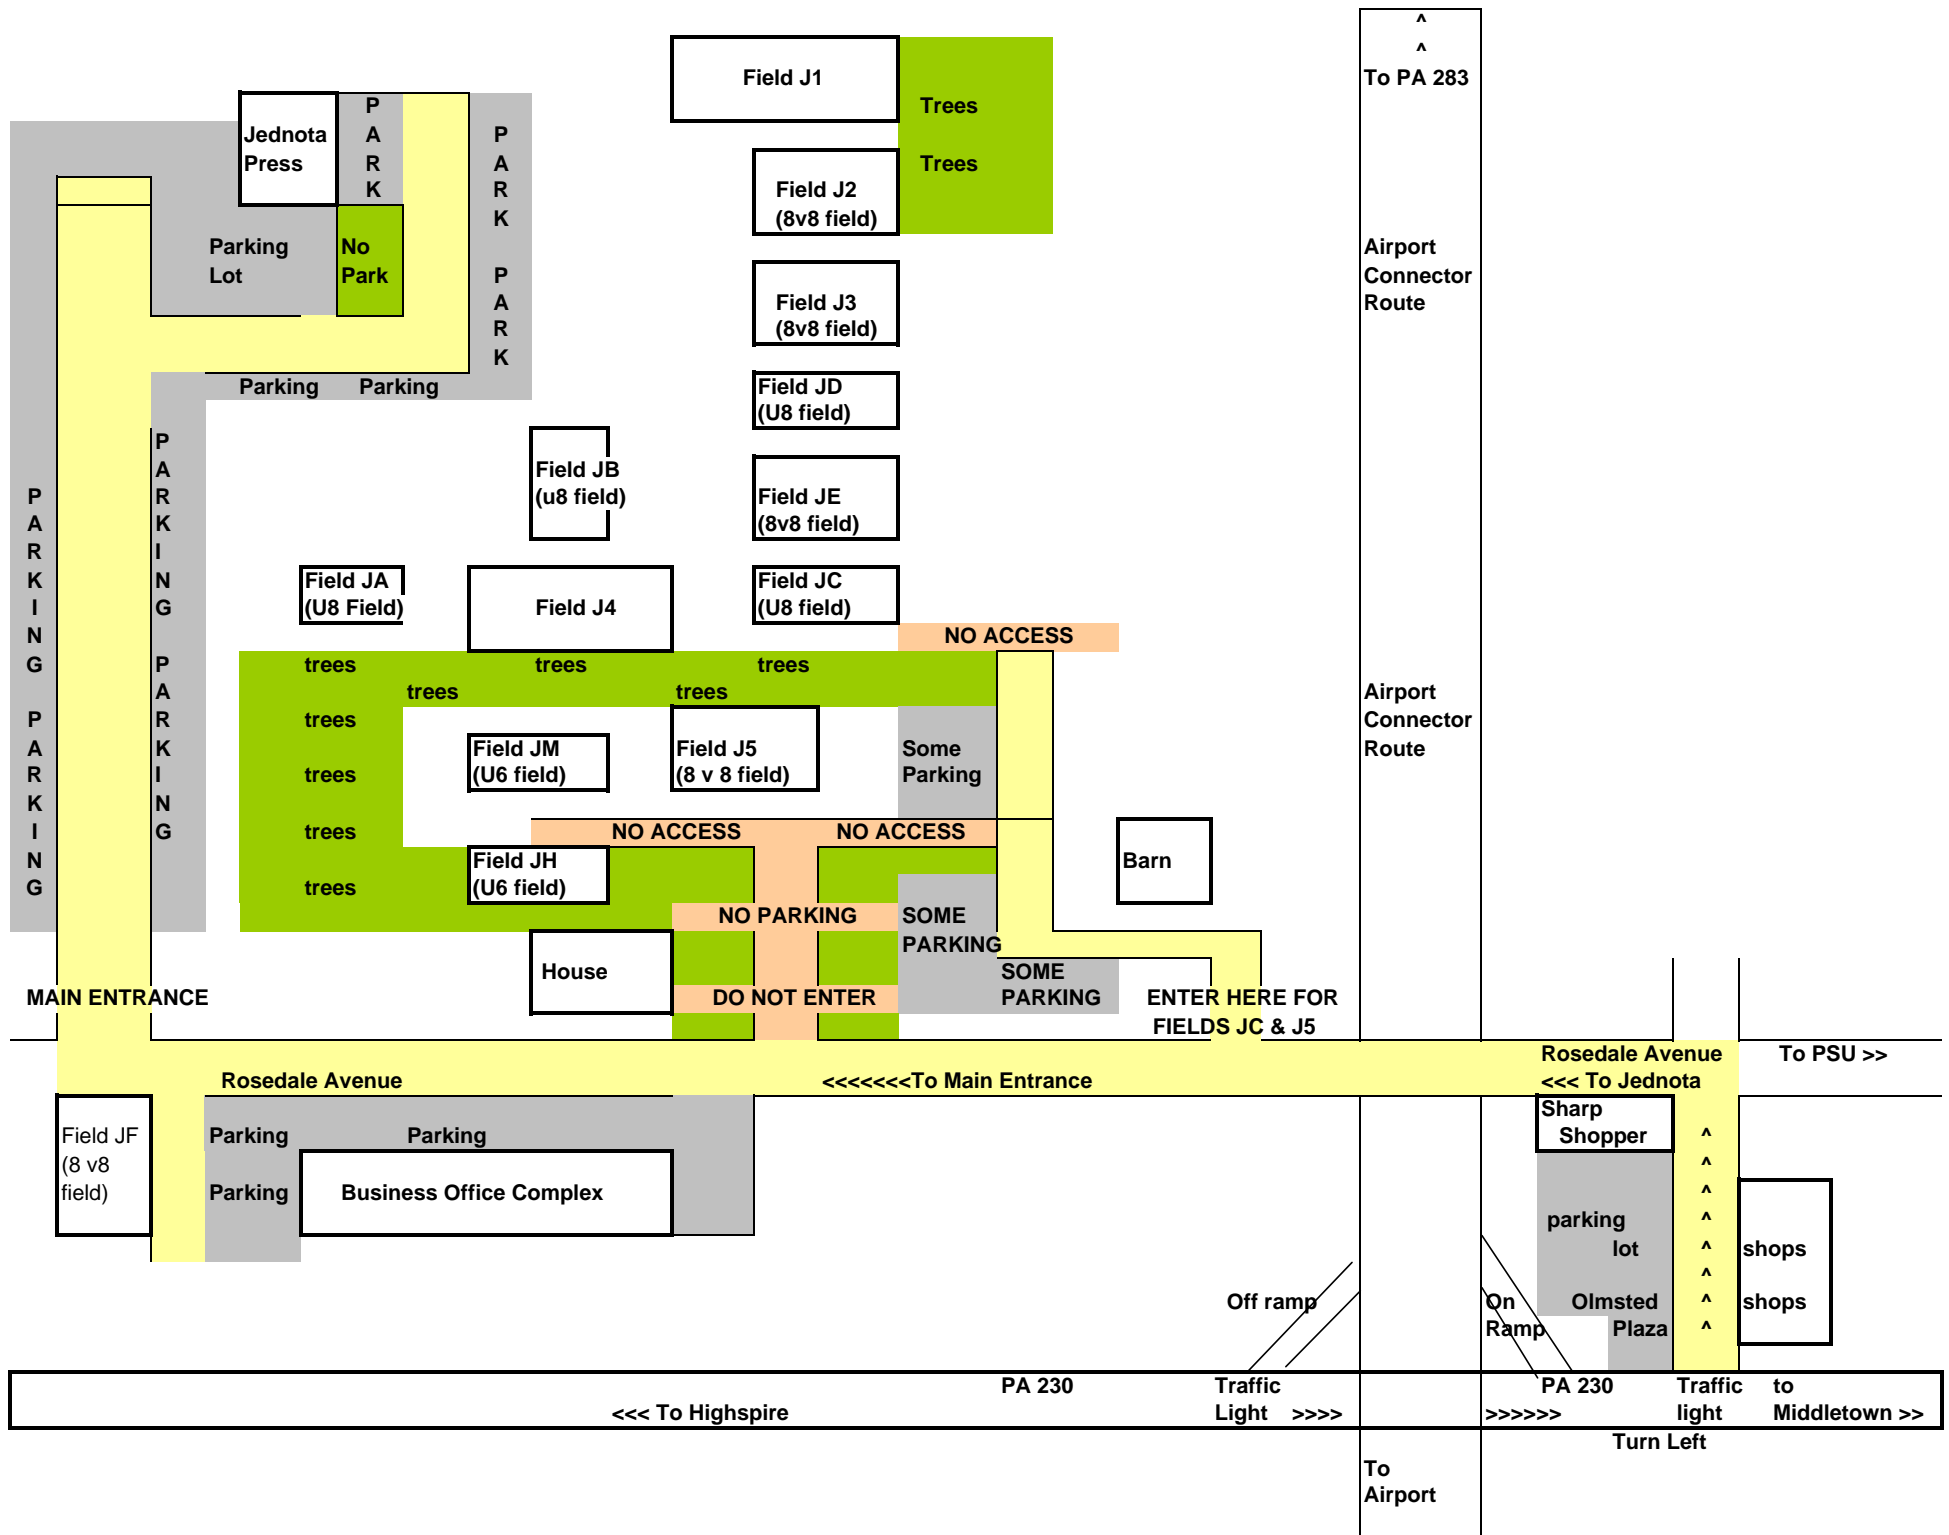 ^
^
To PA 283
Field J1
Trees
Trees
Jednota
Press
P
A
R
K
P
A
R
K
P
A
R
K
Field J2
(8v8 field)
Parking
Lot
No
Park
Airport
Connector
Route
Field J3
(8v8 field)
Parking Parking
Field JD
(U8 field)
P
A
R
K
I
N
G
P
A
R
K
I
N
G
P
A
R
K
I
N
G
P
A
R
K
I
N
G
Field JB
(u8 field)
Field JE
(8v8 field)
Field JA
(U8 Field)
Field J4
Field JC
(U8 field)
NO ACCESS
trees trees trees
trees trees
trees
trees
trees
trees
Airport
Connector
Route
Field JM
(U6 field)
Field J5
(8 v 8 field)
Some
Parking
NO ACCESS NO ACCESS
Field JH
(U6 field)
Barn
NO PARKING
SOME
PARKING
House
SOME
PARKING
MAIN ENTRANCE
DO NOT ENTER
ENTER HERE FOR
FIELDS JC & J5
Rosedale Avenue
<<<<<<<To Main Entrance
Rosedale Avenue
<<< To Jednota
To PSU >>
Field JF
(8 v8
field)
Parking Parking
Parking
Business Office Complex
Sharp
Shopper
^
^
^
^
^
^
^
^
parking
lot
Olmsted
Plaza
shops
shops
Off ramp
On
Ramp
PA 230
<<< To Highspire
Traffic
Light >>>>
>>>>>>
PA 230
Traffic
light
to
Middletown >>
Turn Left
To
Airport